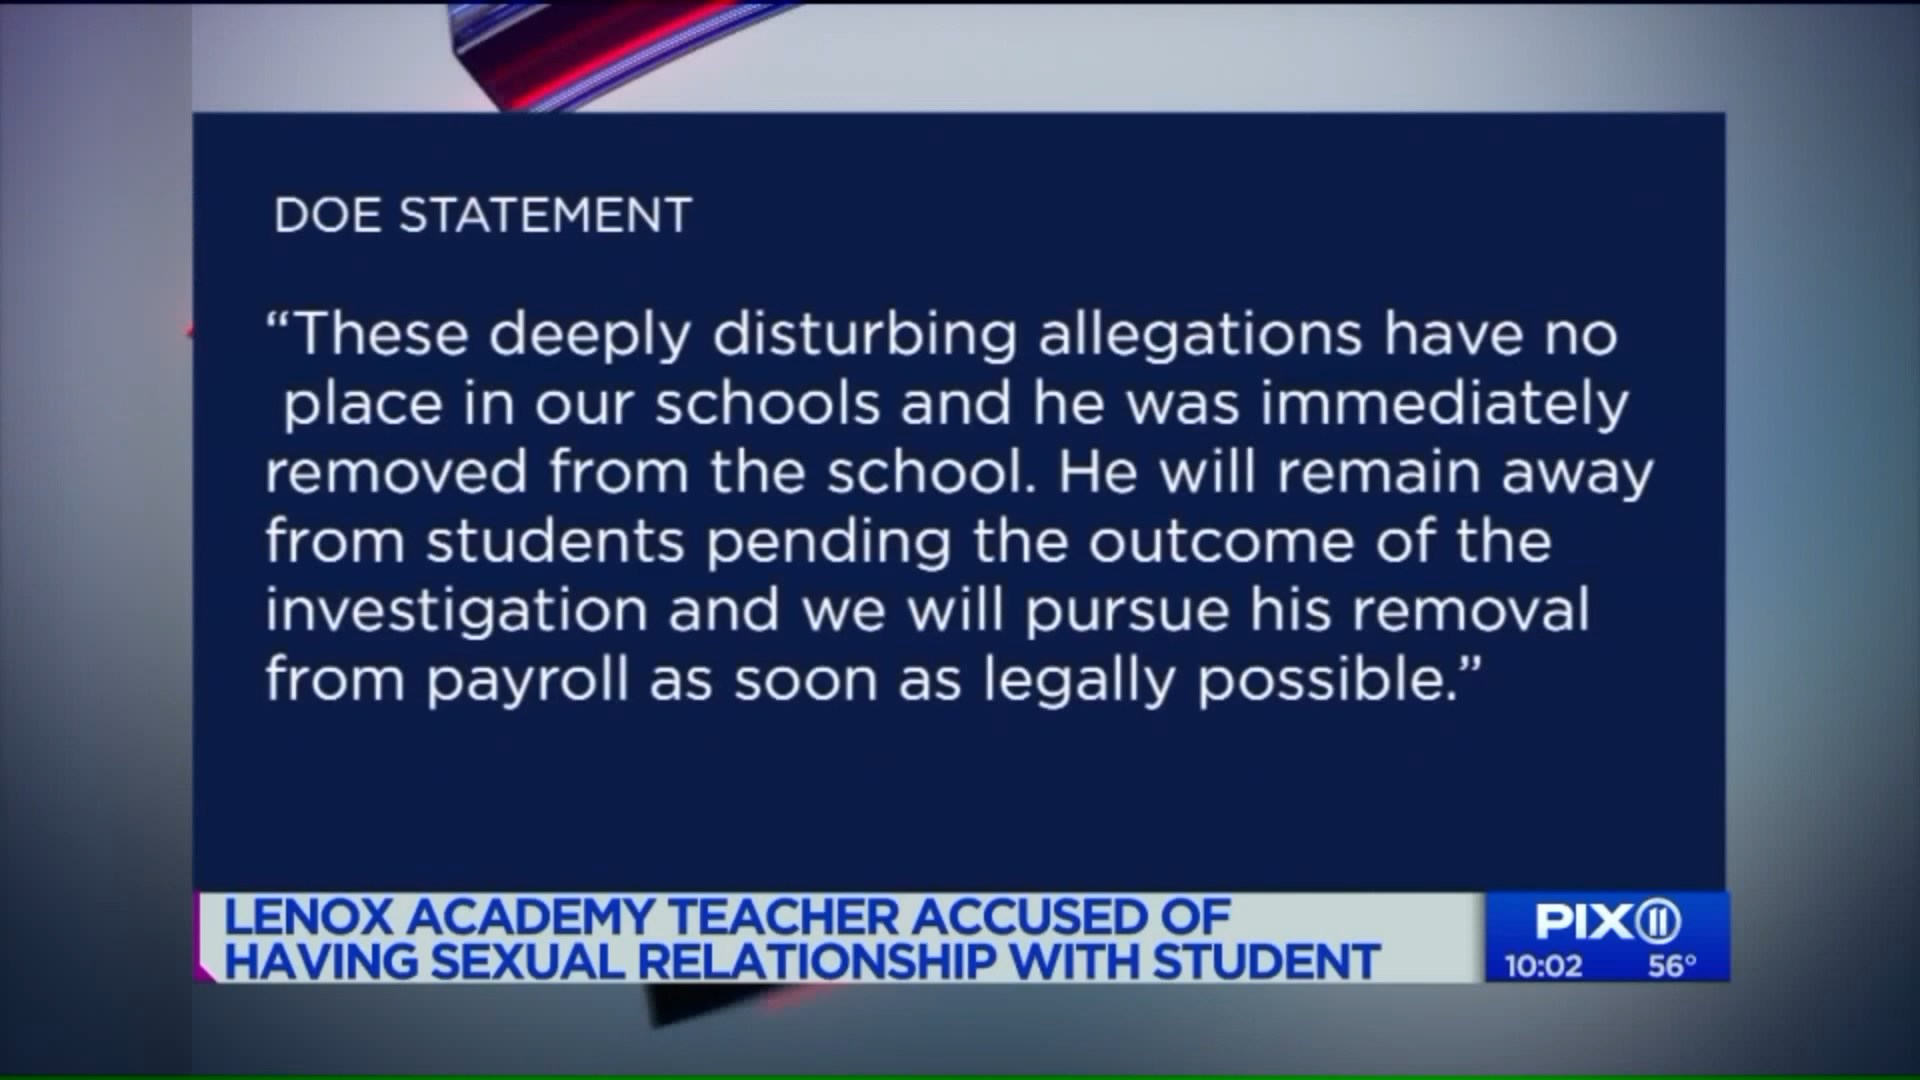 DOE STATEMENT
“These deeply disturbing allegations have no
place in our schools and he was immediately
removed from the school. He will remain away
from students pending the outcome of the
investigation and we will pursue his removal
from payroll as soon as legally possible.”
LENOX ACADEMY TEACHER ACCUSED OF
HAVING SEXUAL RELATIONSHIP WITH STUDENT
PIX11
10:02 56°